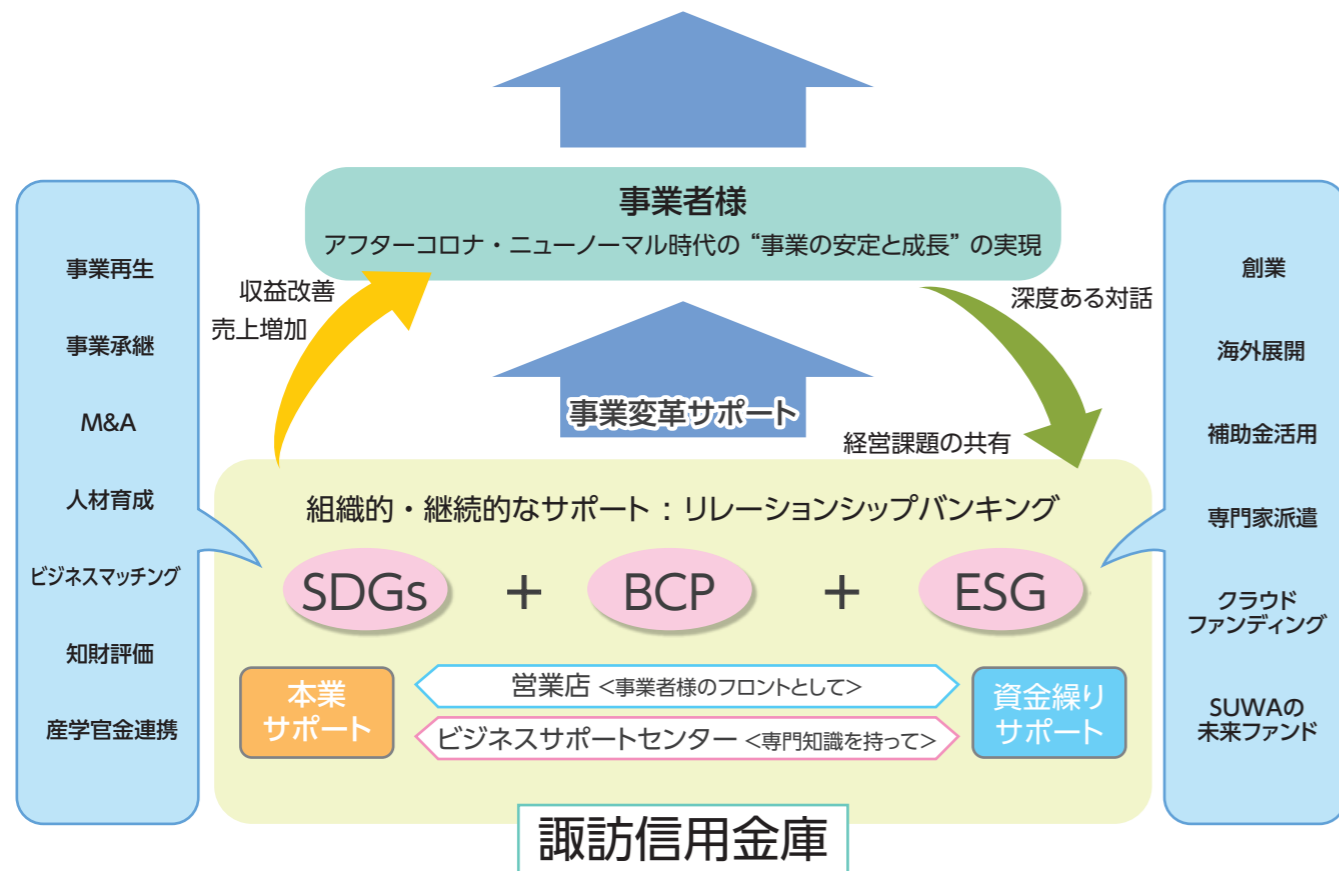 事業者様
アフターコロナ・ニューノーマル時代の“事業の安定と成長”の実現
収益改善
売上増加
深度ある対話
事業変革サポート
経営課題の共有
事業再生
事業承継
M&A
人材育成
ビジネスマッチング
知財評価
産学官金連携
創業
海外展開
補助金活用
専門家派遣
クラウド
ファンディング
SUWAの
未来ファンド
組織的・継続的なサポート：リレーションシップバンキング
SDGs + BCP + ESG
本業
サポート
営業店 <事業者様のフロントとして>
ビジネスサポートセンター <専門知識を持って>
資金繰り
サポート
諏訪信用金庫